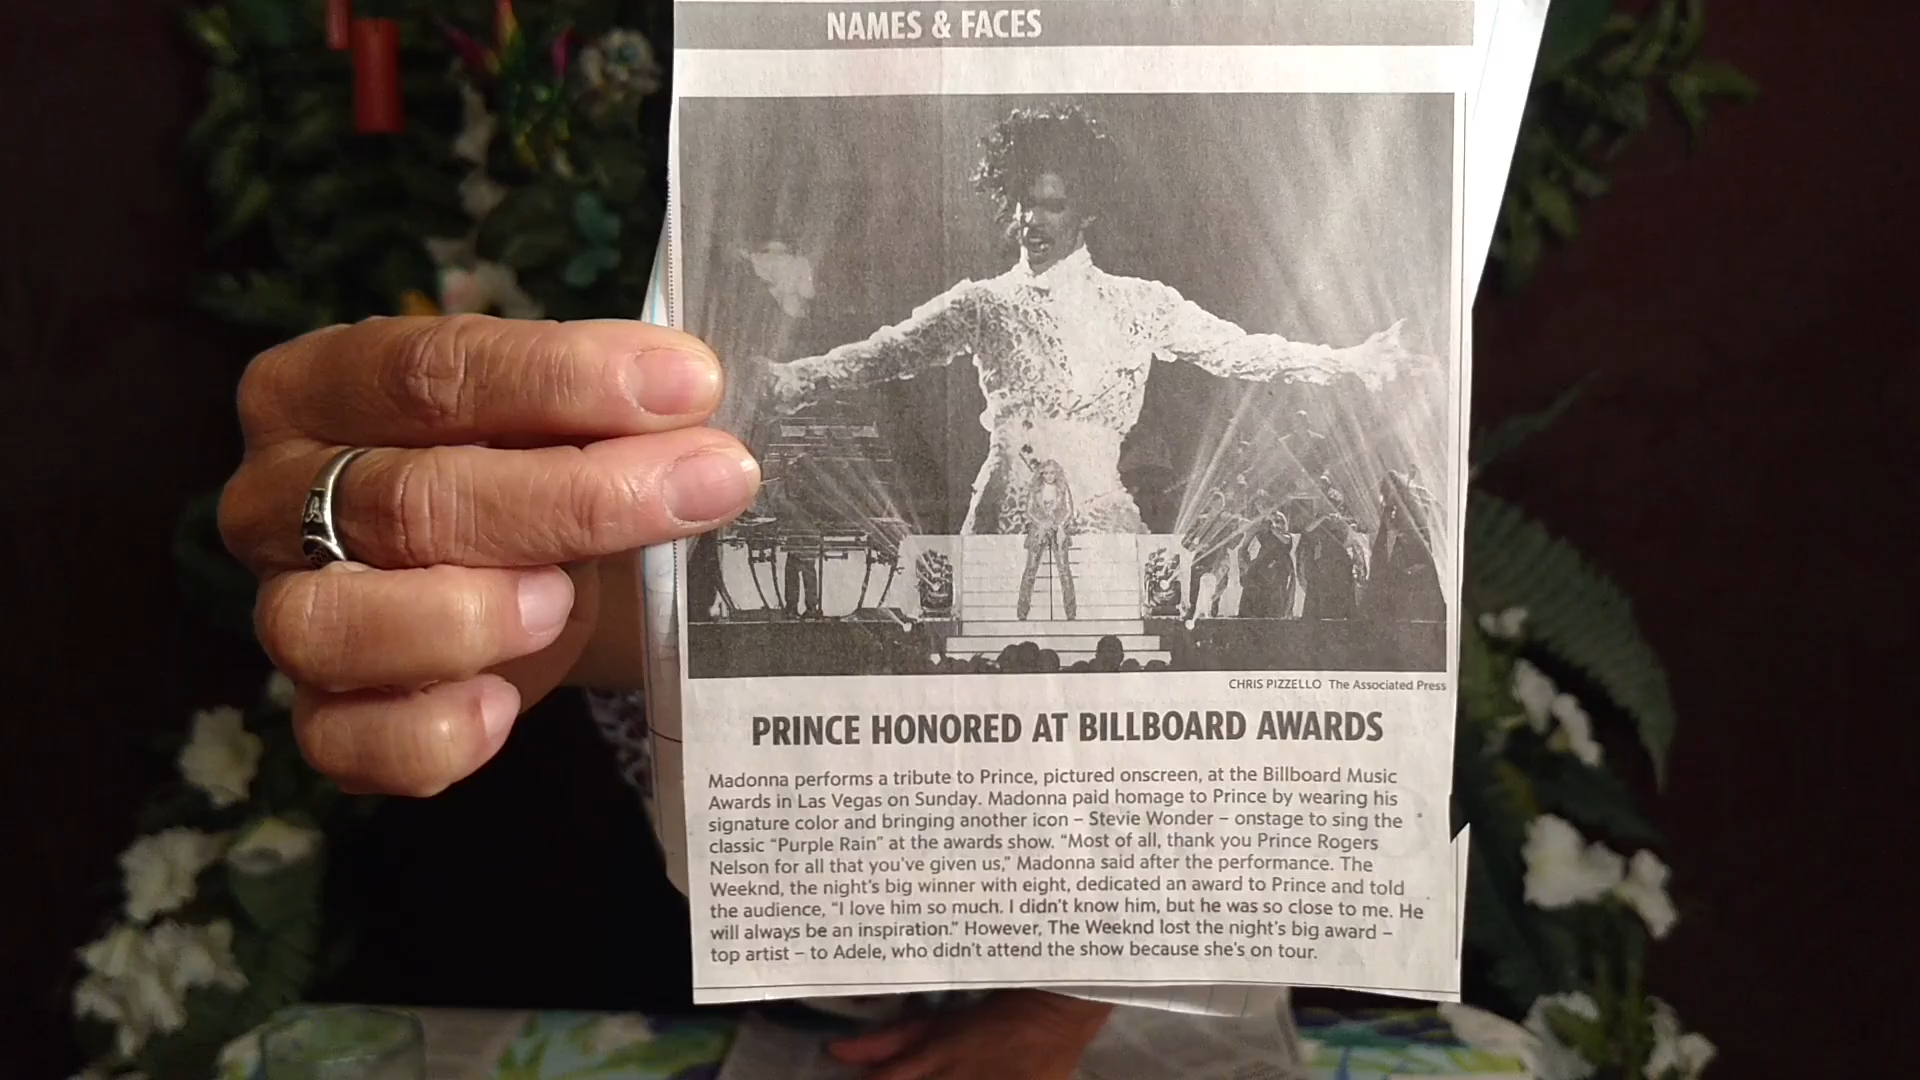 NAMES & FACES
CHRIS PIZZELLO The Associated Press
PRINCE HONORED AT BILLBOARD AWARDS
Madonna performs a tribute to Prince, pictured onscreen, at the Billboard Music
Awards in Las Vegas on Sunday. Madonna paid homage to Prince by wearing his
signature color and bringing another icon – Stevie Wonder – onstage to sing the
classic “Purple Rain” at the awards show. “Most of all, thank you Prince Rogers
Nelson for all that you've given us,” Madonna said after the performance. The
Weeknd, the night's big winner with eight, dedicated an award to Prince and told
the audience, “I love him so much. I didn't know him, but he was so close to me. He
will always be an inspiration.” However, The Weeknd lost the night's big award –
top artist – to Adele, who didn't attend the show because she's on tour.